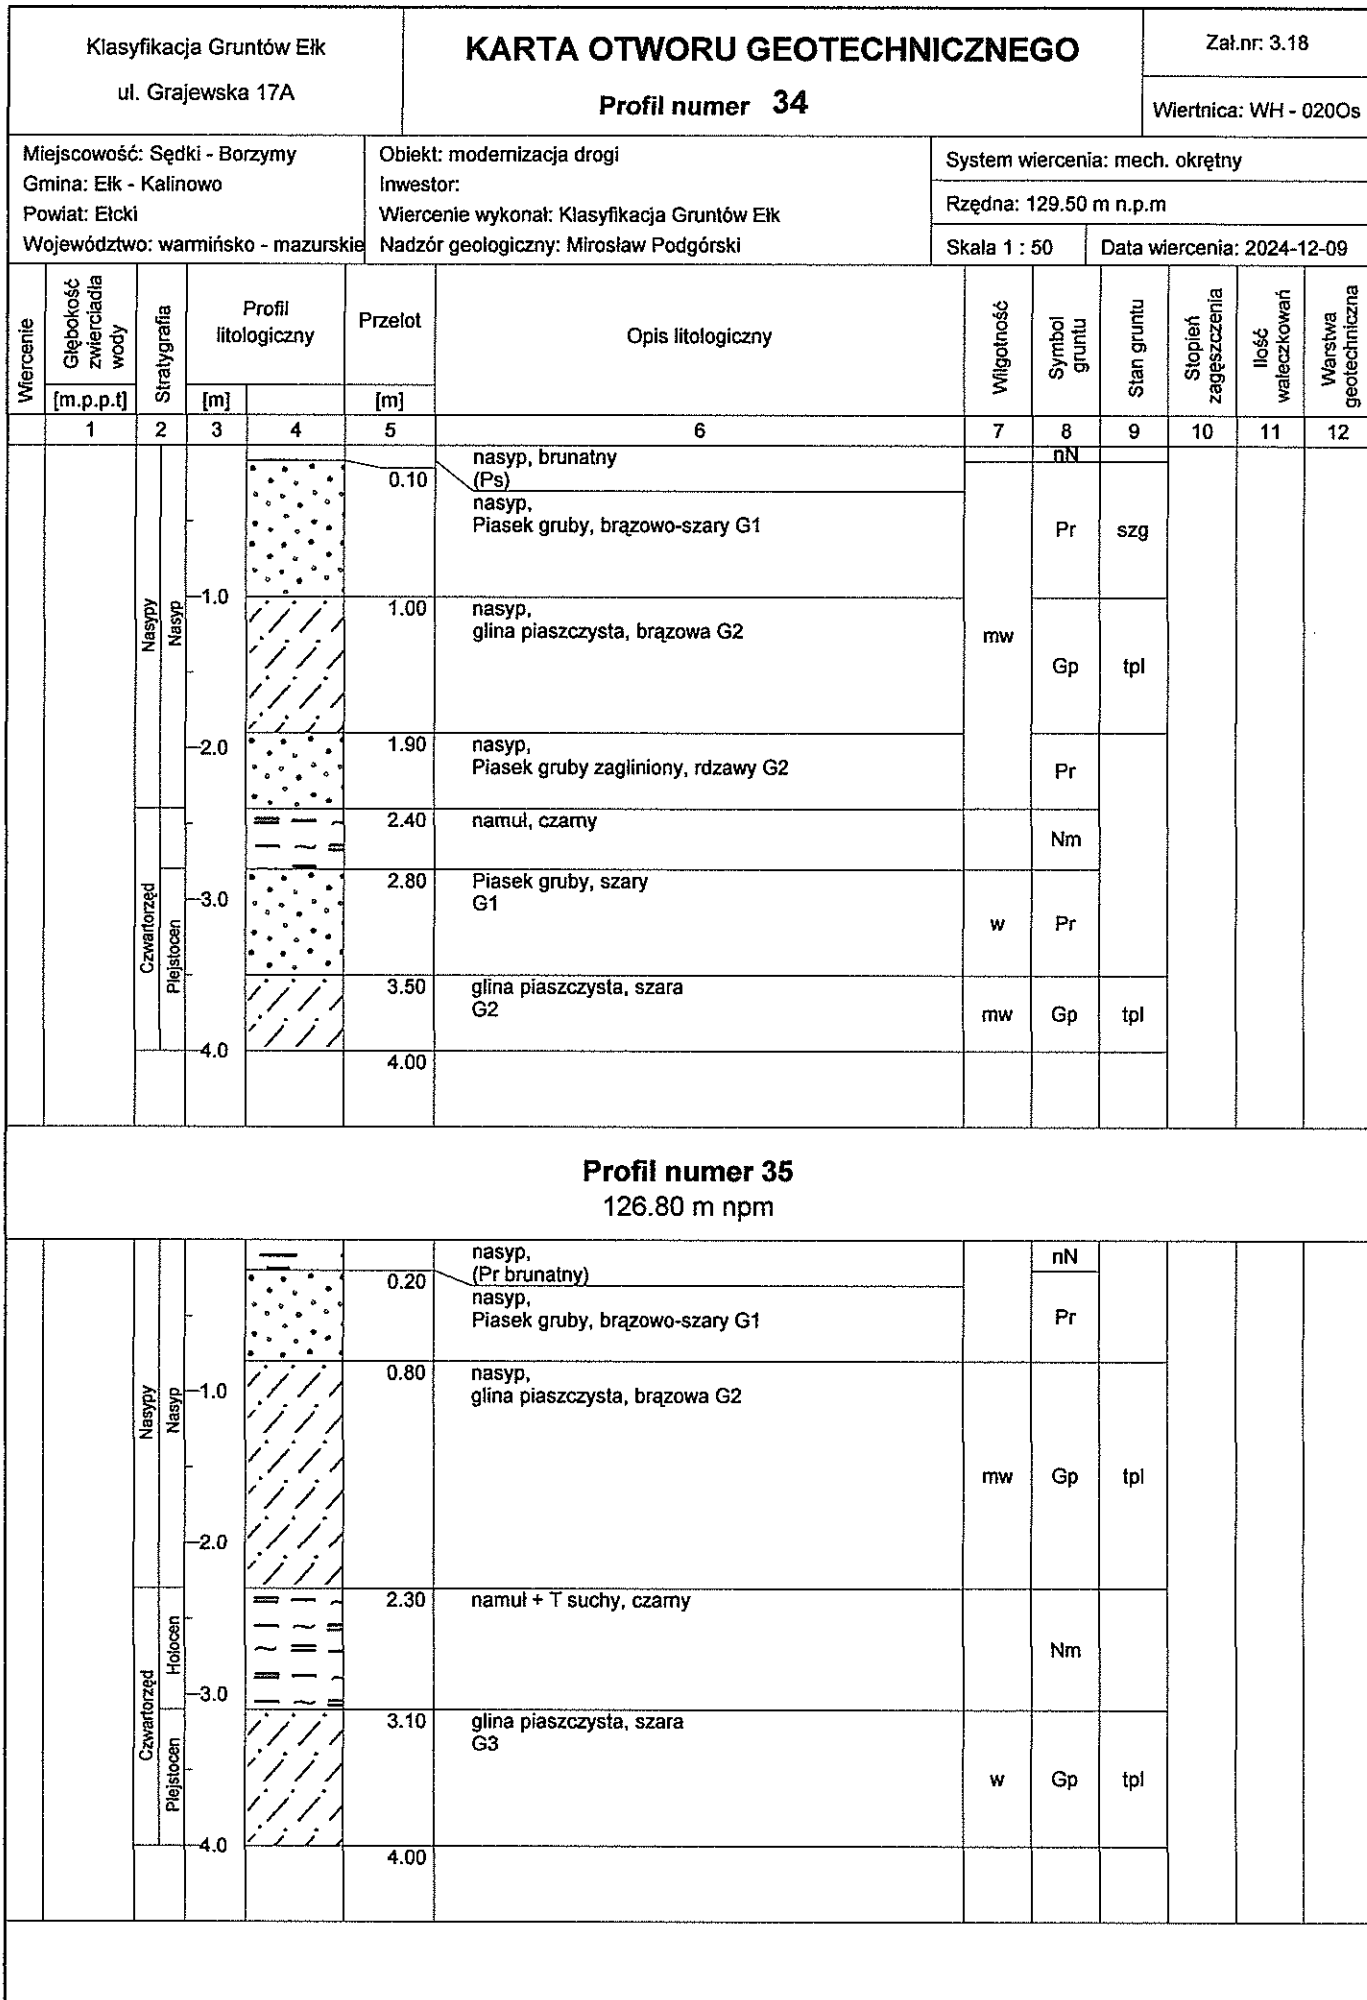 Klasyfikacja Gruntów Ełk
ul. Grajewska 17A
KARTA OTWORU GEOTECHNICZNEGO
Profil numer 34
Zał.nr: 3.18
Wiertnica: WH - 020Os
Miejscowość: Sędki - Borzymy
Gmina: Ełk - Kalinowo
Powiat: Ełcki
Województwo: warmińsko - mazurskie
Obiekt: modernizacja drogi
Inwestor:
Wiercenie wykonał: Klasyfikacja Gruntów Ełk
Nadzór geologiczny: Mirosław Podgórski
System wiercenia: mech. okrętny
Rzędna: 129.50 m n.p.m
Skala 1 : 50
Data wiercenia: 2024-12-09
Wiercenie
Głębokość zwierciadła wody
[m.p.p.t]
Stratygrafia
Profil litologiczny
[m]
Przelot
[m]
Opis litologiczny
Wilgotność
Symbol gruntu
Stan gruntu
Stopień zagęszczenia
Ilość wałeczkowań
Warstwa geotechniczna
1 2 3 4 5 6 7 8 9 10 11 12
nasyp, brunatny
(Ps)
nN
0.10
nasyp,
Piasek gruby, brązowo-szary G1
Pr szg
-1.0
1.00
nasyp,
glina piaszczysta, brązowa G2
mw
Gp tpl
Nasypy
Nasyp
-2.0
1.90
nasyp,
Piasek gruby zagliniony, rdzawy G2
Pr
2.40
namuł, czarny
Nm
2.80
Piasek gruby, szary
G1
-3.0
w Pr
Czwartorzęd
Plejstocen
3.50
glina piaszczysta, szara
G2
mw Gp tpl
-4.0
4.00
Profil numer 35
126.80 m npm
nasyp,
(Pr brunatny)
nN
0.20
nasyp,
Piasek gruby, brązowo-szary G1
Pr
0.80
nasyp,
glina piaszczysta, brązowa G2
-1.0
Nasypy
Nasyp
mw Gp tpl
-2.0
2.30
namuł + T suchy, czarny
Nm
Czwartorzęd
Holocen
-3.0
3.10
glina piaszczysta, szara
G3
Plejstocen
w Gp tpl
-4.0
4.00